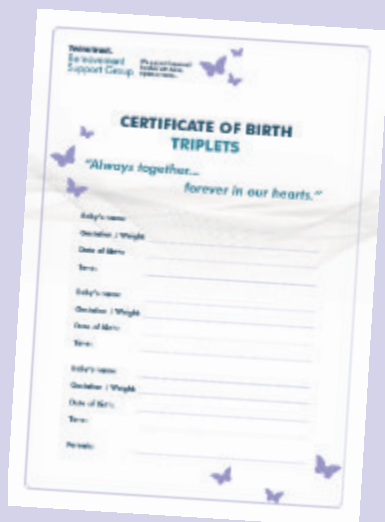 Twins trust.
Bereavement
Support Group
CERTIFICATE OF BIRTH
TRIPLETS
"Always together...
forever in our hearts."
Baby's name:
Gestation / Weight:
Date of Birth:
Time:
Baby's name:
Gestation / Weight:
Date of Birth:
Time:
Baby's name:
Gestation / Weight:
Date of Birth:
Time:
Parents: